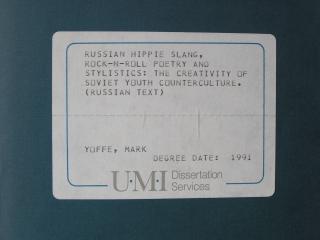 RUSSIAN HIPPIE SLANG,
ROCK-N-ROLL POETRY AND
STYLISTICS: THE CREATIVITY OF
SOVIET YOUTH COUNTERCULTURE.
(RUSSIAN TEXT)
YOFFE, MARK
DEGREE DATE: 1991
U·M·I Dissertation
Services